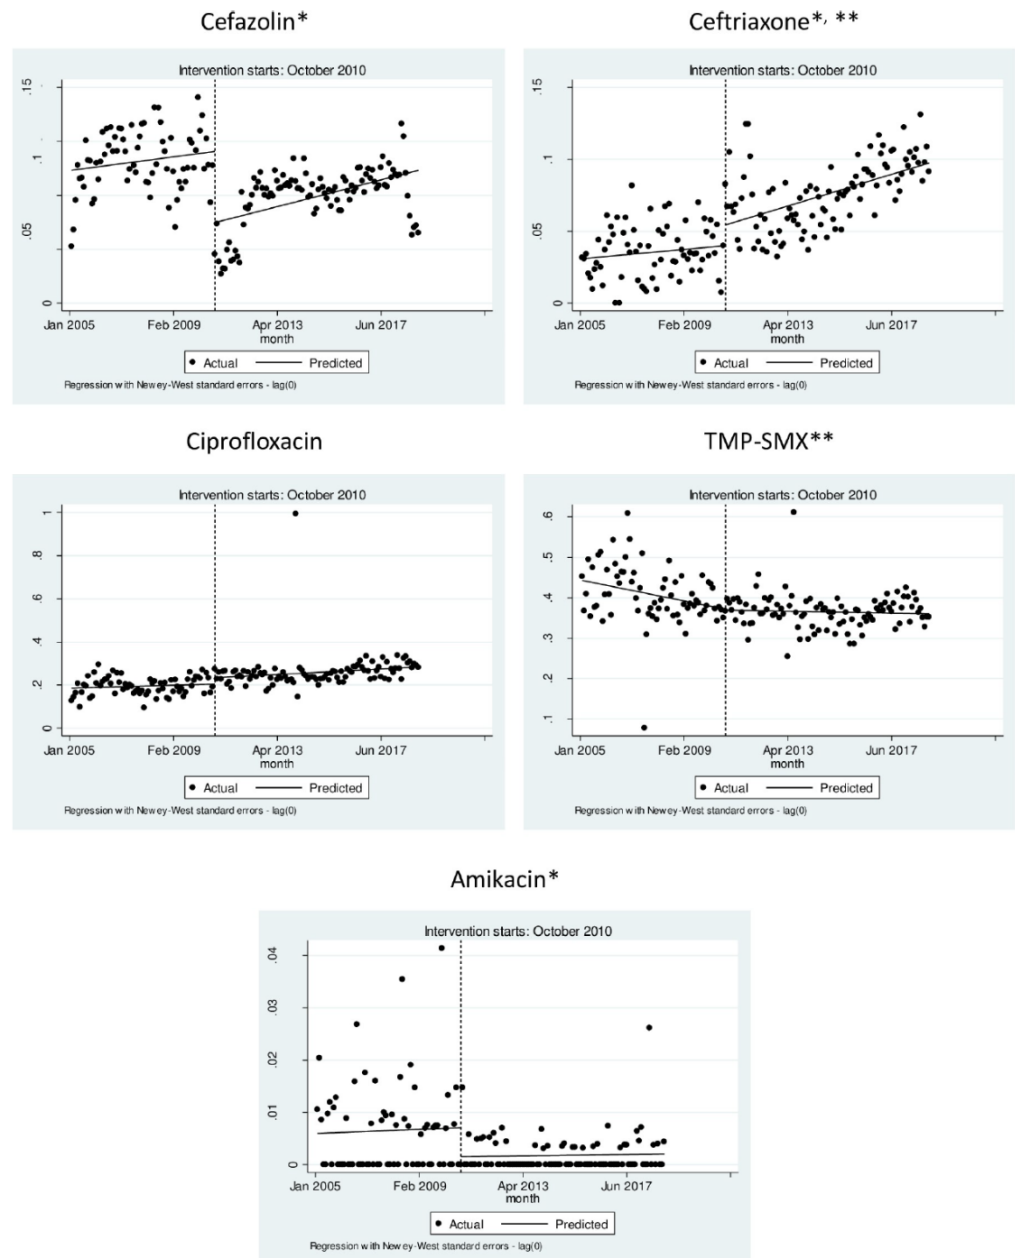 Cefazolin*
Ceftriaxone*, **
Intervention starts: October 2010
.15
.1
.05
0
Jan 2005 Feb 2009 Apr 2013 Jun 2017
month
Actual Predicted
Regression with Newey-West standard errors - lag(0)
Intervention starts: October 2010
.15
.1
.05
0
Jan 2005 Feb 2009 Apr 2013 Jun 2017
month
Actual Predicted
Regression with Newey-West standard errors - lag(0)
Ciprofloxacin
TMP-SMX**
Intervention starts: October 2010
1
.8
.6
.4
.2
0
Jan 2005 Feb 2009 Apr 2013 Jun 2017
month
Actual Predicted
Regression with Newey-West standard errors - lag(0)
Intervention starts: October 2010
.6
.5
.4
.3
.2
.1
Jan 2005 Feb 2009 Apr 2013 Jun 2017
month
Actual Predicted
Regression with Newey-West standard errors - lag(0)
Amikacin*
Intervention starts: October 2010
.04
.03
.02
.01
0
Jan 2005 Feb 2009 Apr 2013 Jun 2017
month
Actual Predicted
Regression with Newey-West standard errors - lag(0)